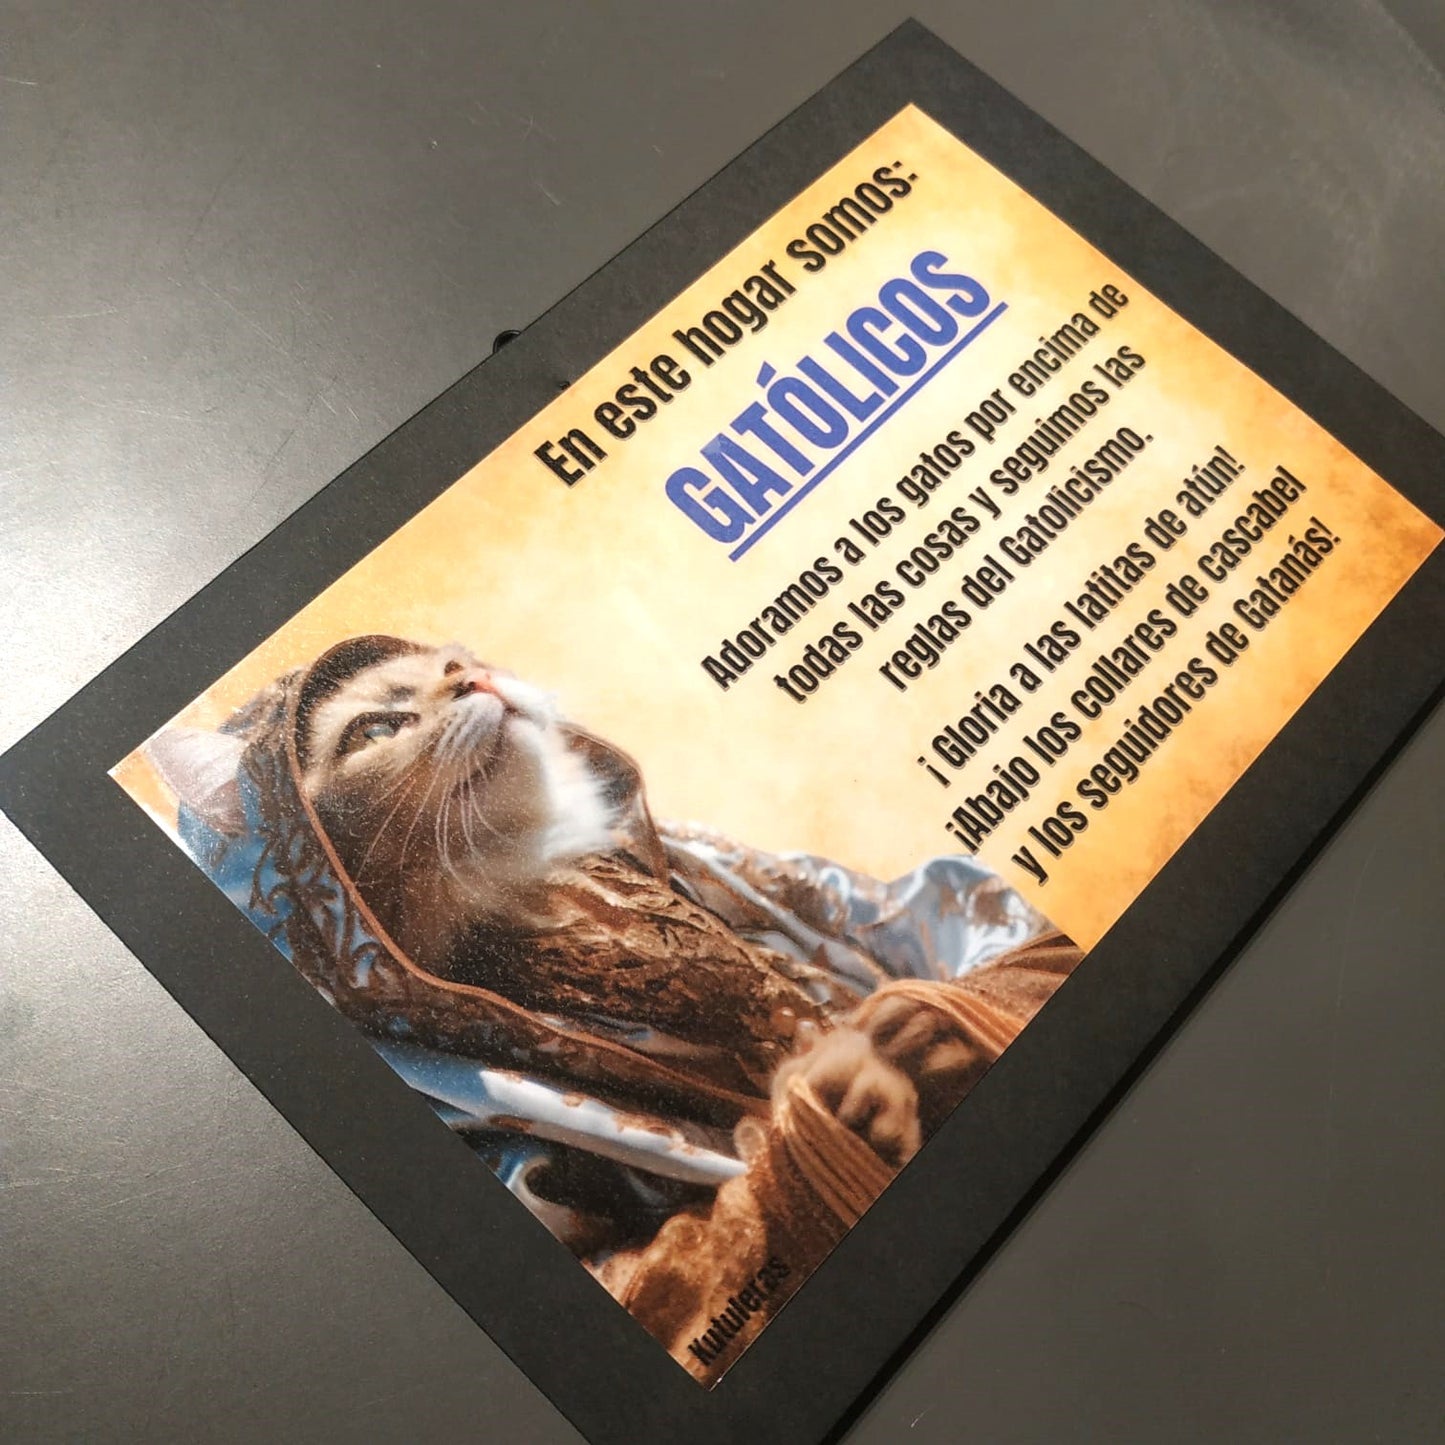 En este hogar somos:
GATÓLICOS
Adoramos a los gatos por encima de
todas las cosas y seguimos las
reglas del Gatolicismo.
¡ Gloria a las latitas de atún!
¡Abajo los collares de cascabel
y los seguidores de Gatanás!
Kutuleras